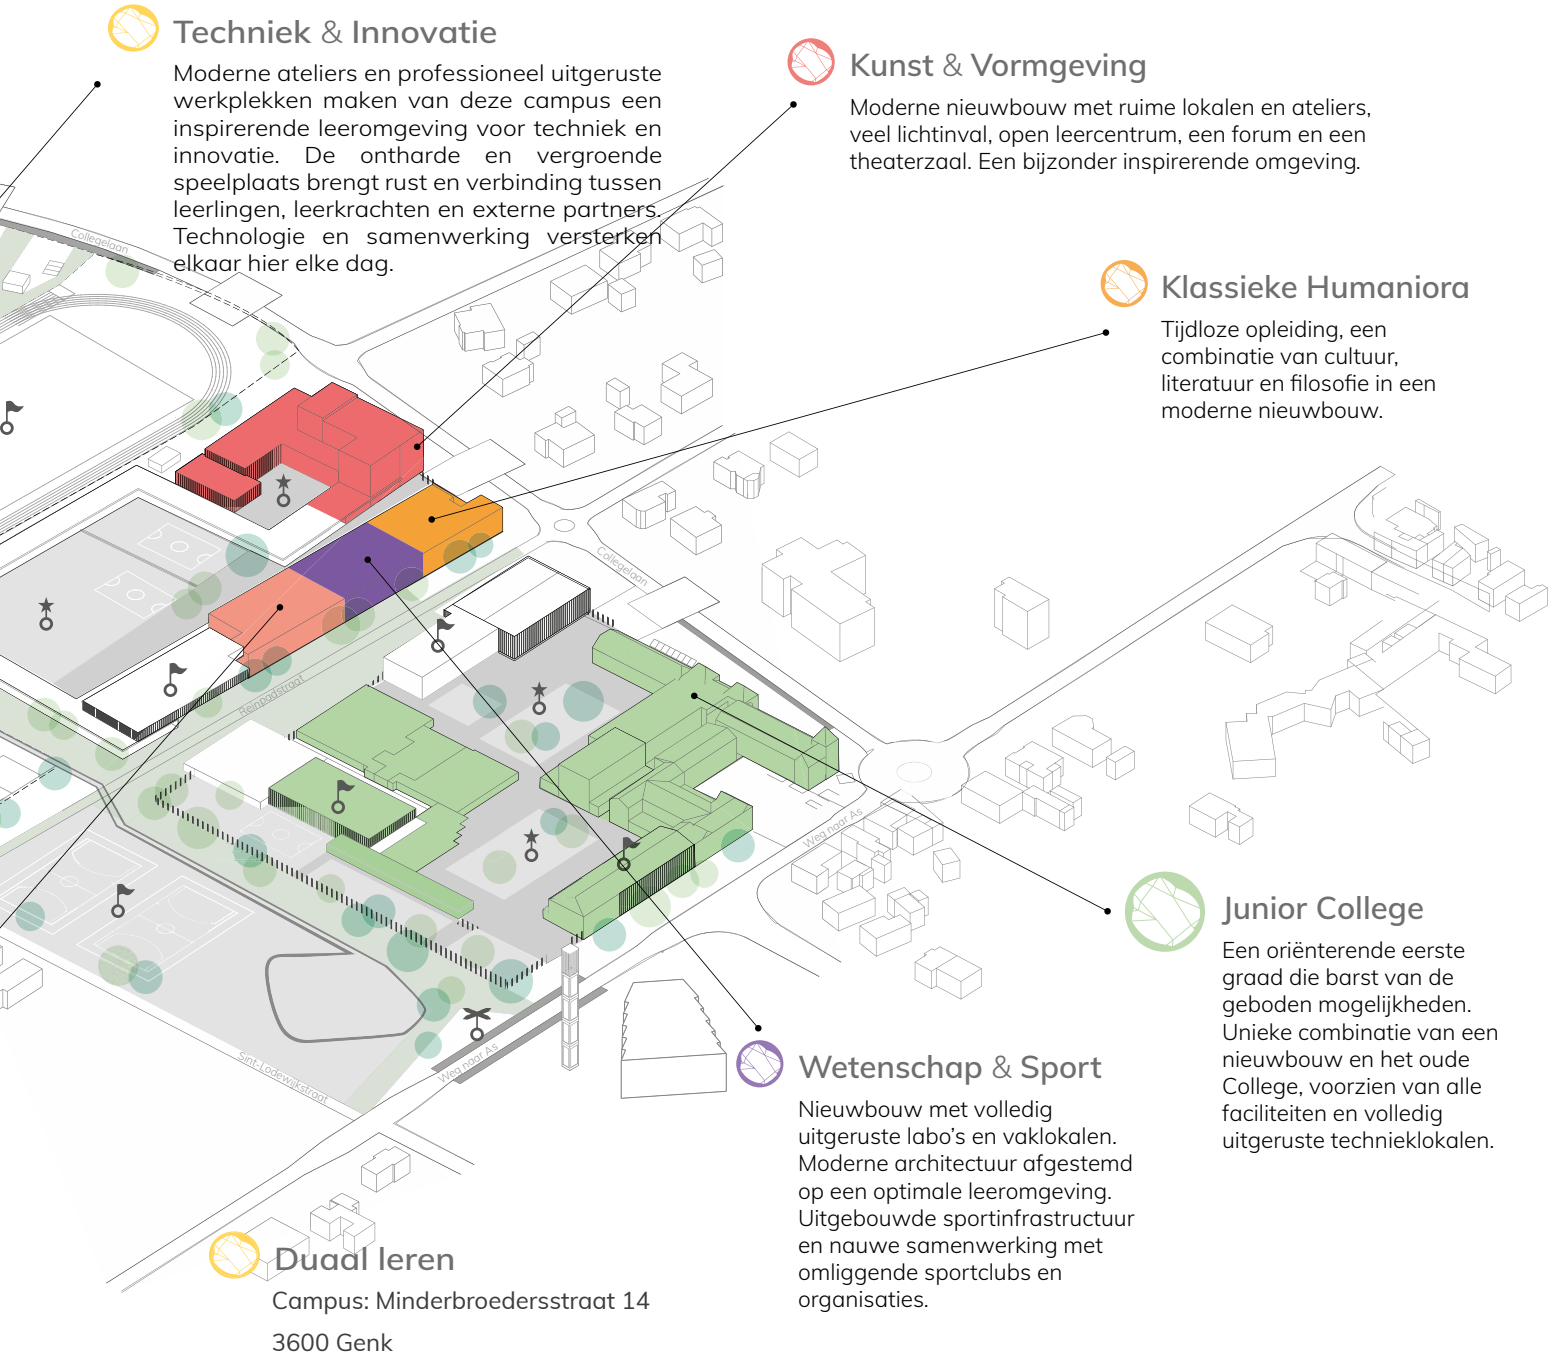 Techniek & Innovatie
Moderne ateliers en professioneel uitgeruste
werkplekken maken van deze campus een
inspirerende leeromgeving voor techniek en
innovatie. De ontharde en vergroende
speelplaats brengt rust en verbinding tussen
leerlingen, leerkrachten en externe partners.
Technologie en samenwerking versterken
elkaar hier elke dag.
Kunst & Vormgeving
Moderne nieuwbouw met ruime lokalen en ateliers,
veel lichtinval, open leercentrum, een forum en een
theaterzaal. Een bijzonder inspirerende omgeving.
Klassieke Humaniora
Tijdloze opleiding, een
combinatie van cultuur,
literatuur en filosofie in een
moderne nieuwbouw.
Collegelaan
Collegelaan
Reinpadstraat
Weg naar As
Weg naar As
Sint-Lodewijkstraat
Junior College
Een oriënterende eerste
graad die barst van de
geboden mogelijkheden.
Unieke combinatie van een
nieuwbouw en het oude
College, voorzien van alle
faciliteiten en volledig
uitgeruste technieklokalen.
Wetenschap & Sport
Nieuwbouw met volledig
uitgeruste labo's en vaklokalen.
Moderne architectuur afgestemd
op een optimale leeromgeving.
Uitgebouwde sportinfrastructuur
en nauwe samenwerking met
omliggende sportclubs en
organisaties.
Duaal leren
Campus: Minderbroedersstraat 14
3600 Genk